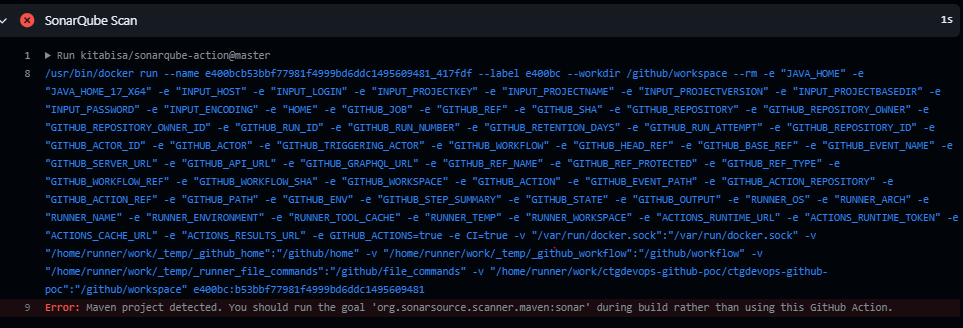 SonarQube Scan
1s
1 ▶ Run kitabisa/sonarqube-action@master
8 /usr/bin/docker run --name e400bcb53bbf77981f4999bd6ddc1495609481_417fdf --label e400bc --workdir /github/workspace --rm -e "JAVA_HOME" -e
"JAVA_HOME_17_X64" -e "INPUT_HOST" -e "INPUT_LOGIN" -e "INPUT_PROJECTKEY" -e "INPUT_PROJECTNAME" -e "INPUT_PROJECTVERSION" -e "INPUT_PROJECTBASEDIR" -e
"INPUT_PASSWORD" -e "INPUT_ENCODING" -e "HOME" -e "GITHUB_JOB" -e "GITHUB_REF" -e "GITHUB_SHA" -e "GITHUB_REPOSITORY" -e "GITHUB_REPOSITORY_OWNER" -e
"GITHUB_REPOSITORY_OWNER_ID" -e "GITHUB_RUN_ID" -e "GITHUB_RUN_NUMBER" -e "GITHUB_RETENTION_DAYS" -e "GITHUB_RUN_ATTEMPT" -e "GITHUB_REPOSITORY_ID" -e
"GITHUB_ACTOR_ID" -e "GITHUB_ACTOR" -e "GITHUB_TRIGGERING_ACTOR" -e "GITHUB_WORKFLOW" -e "GITHUB_HEAD_REF" -e "GITHUB_BASE_REF" -e "GITHUB_EVENT_NAME" -e
"GITHUB_SERVER_URL" -e "GITHUB_API_URL" -e "GITHUB_GRAPHQL_URL" -e "GITHUB_REF_NAME" -e "GITHUB_REF_PROTECTED" -e "GITHUB_REF_TYPE" -e
"GITHUB_WORKFLOW_REF" -e "GITHUB_WORKFLOW_SHA" -e "GITHUB_WORKSPACE" -e "GITHUB_ACTION" -e "GITHUB_EVENT_PATH" -e "GITHUB_ACTION_REPOSITORY" -e
"GITHUB_ACTION_REF" -e "GITHUB_PATH" -e "GITHUB_ENV" -e "GITHUB_STEP_SUMMARY" -e "GITHUB_STATE" -e "GITHUB_OUTPUT" -e "RUNNER_OS" -e "RUNNER_ARCH" -e
"RUNNER_NAME" -e "RUNNER_ENVIRONMENT" -e "RUNNER_TOOL_CACHE" -e "RUNNER_TEMP" -e "RUNNER_WORKSPACE" -e "ACTIONS_RUNTIME_URL" -e "ACTIONS_RUNTIME_TOKEN" -e
"ACTIONS_CACHE_URL" -e "ACTIONS_RESULTS_URL" -e GITHUB_ACTIONS=true -e CI=true -v "/var/run/docker.sock":"/var/run/docker.sock" -v
"/home/runner/work/_temp/_github_home":"/github/home" -v "/home/runner/work/_temp/_github_workflow":"/github/workflow" -v
"/home/runner/work/_temp/_runner_file_commands":"/github/file_commands" -v "/home/runner/work/ctgdevops-github-poc/ctgdevops-github-
poc":"/github/workspace" e400bc:b53bbf77981f4999bd6ddc1495609481
9 Error: Maven project detected. You should run the goal 'org.sonarsource.scanner.maven:sonar' during build rather than using this GitHub Action.